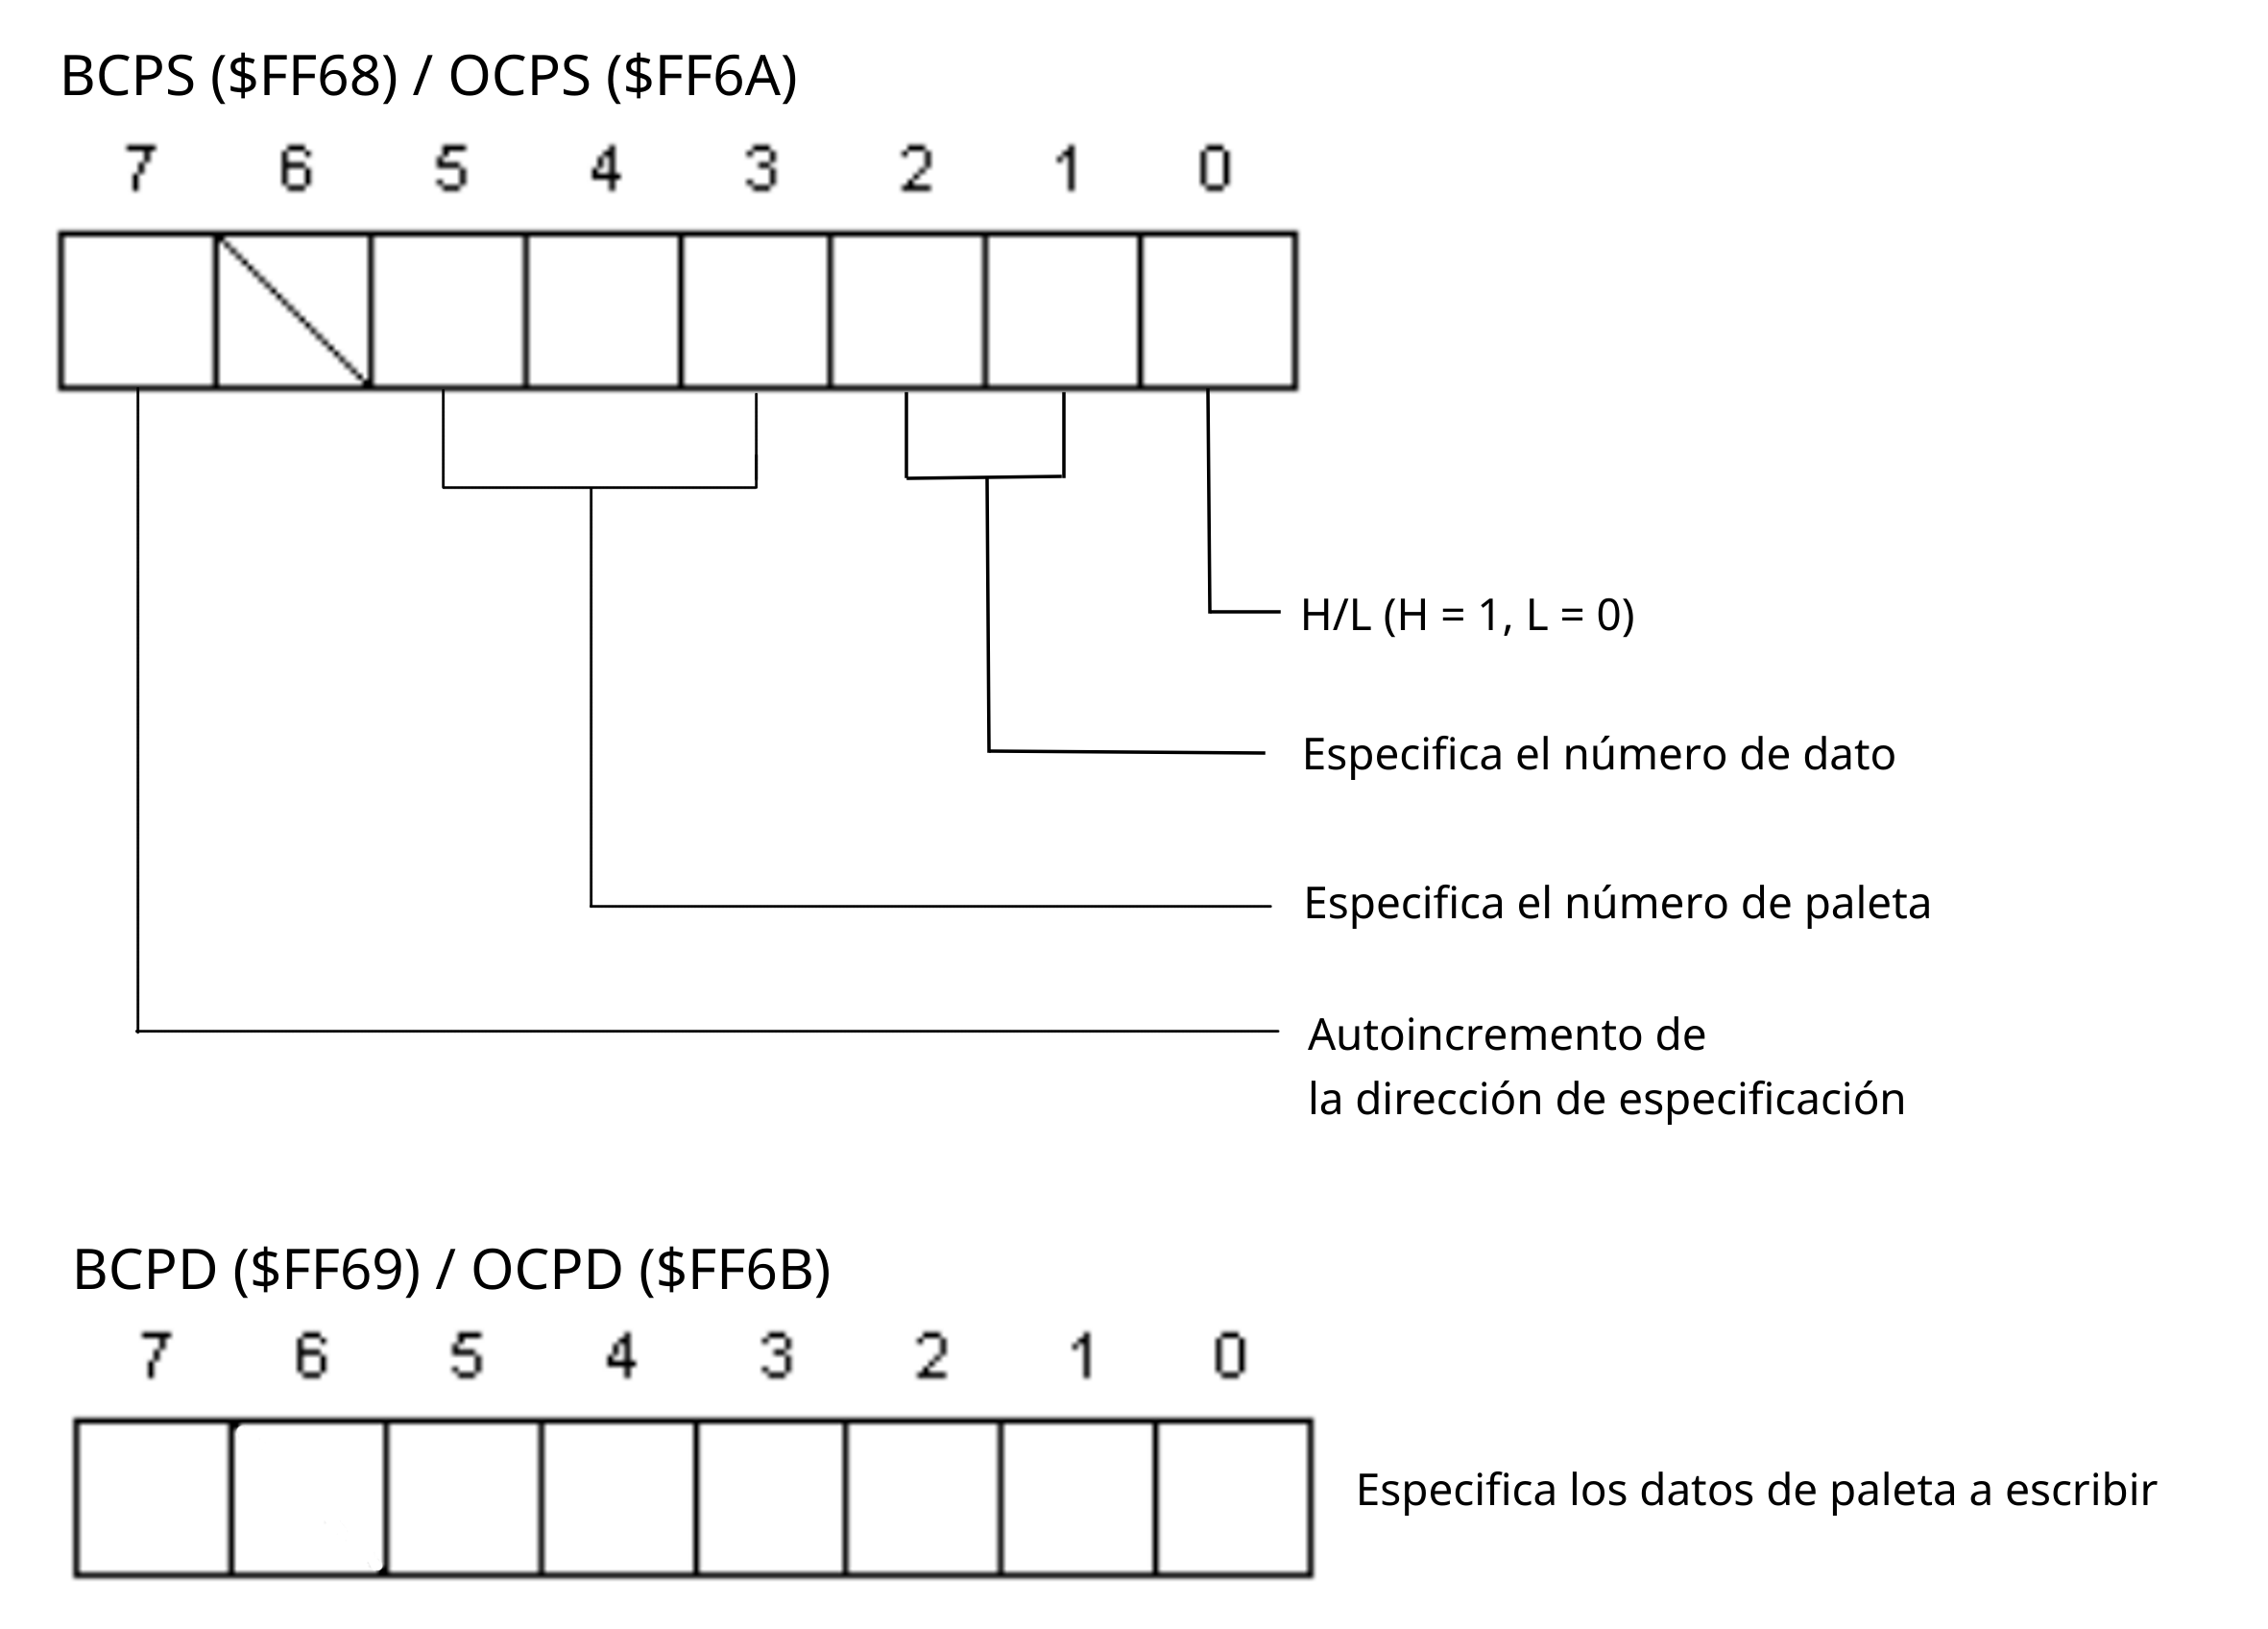 BCPS ($FF68) / OCPS ($FF6A)
7 6 5 4 3 2 1 0
H/L (H = 1, L = 0)
Especifica el número de dato
Especifica el número de paleta
Autoincremento de
la dirección de especificación
BCPD ($FF69) / OCPD ($FF6B)
7 6 5 4 3 2 1 0
Especifica los datos de paleta a escribir